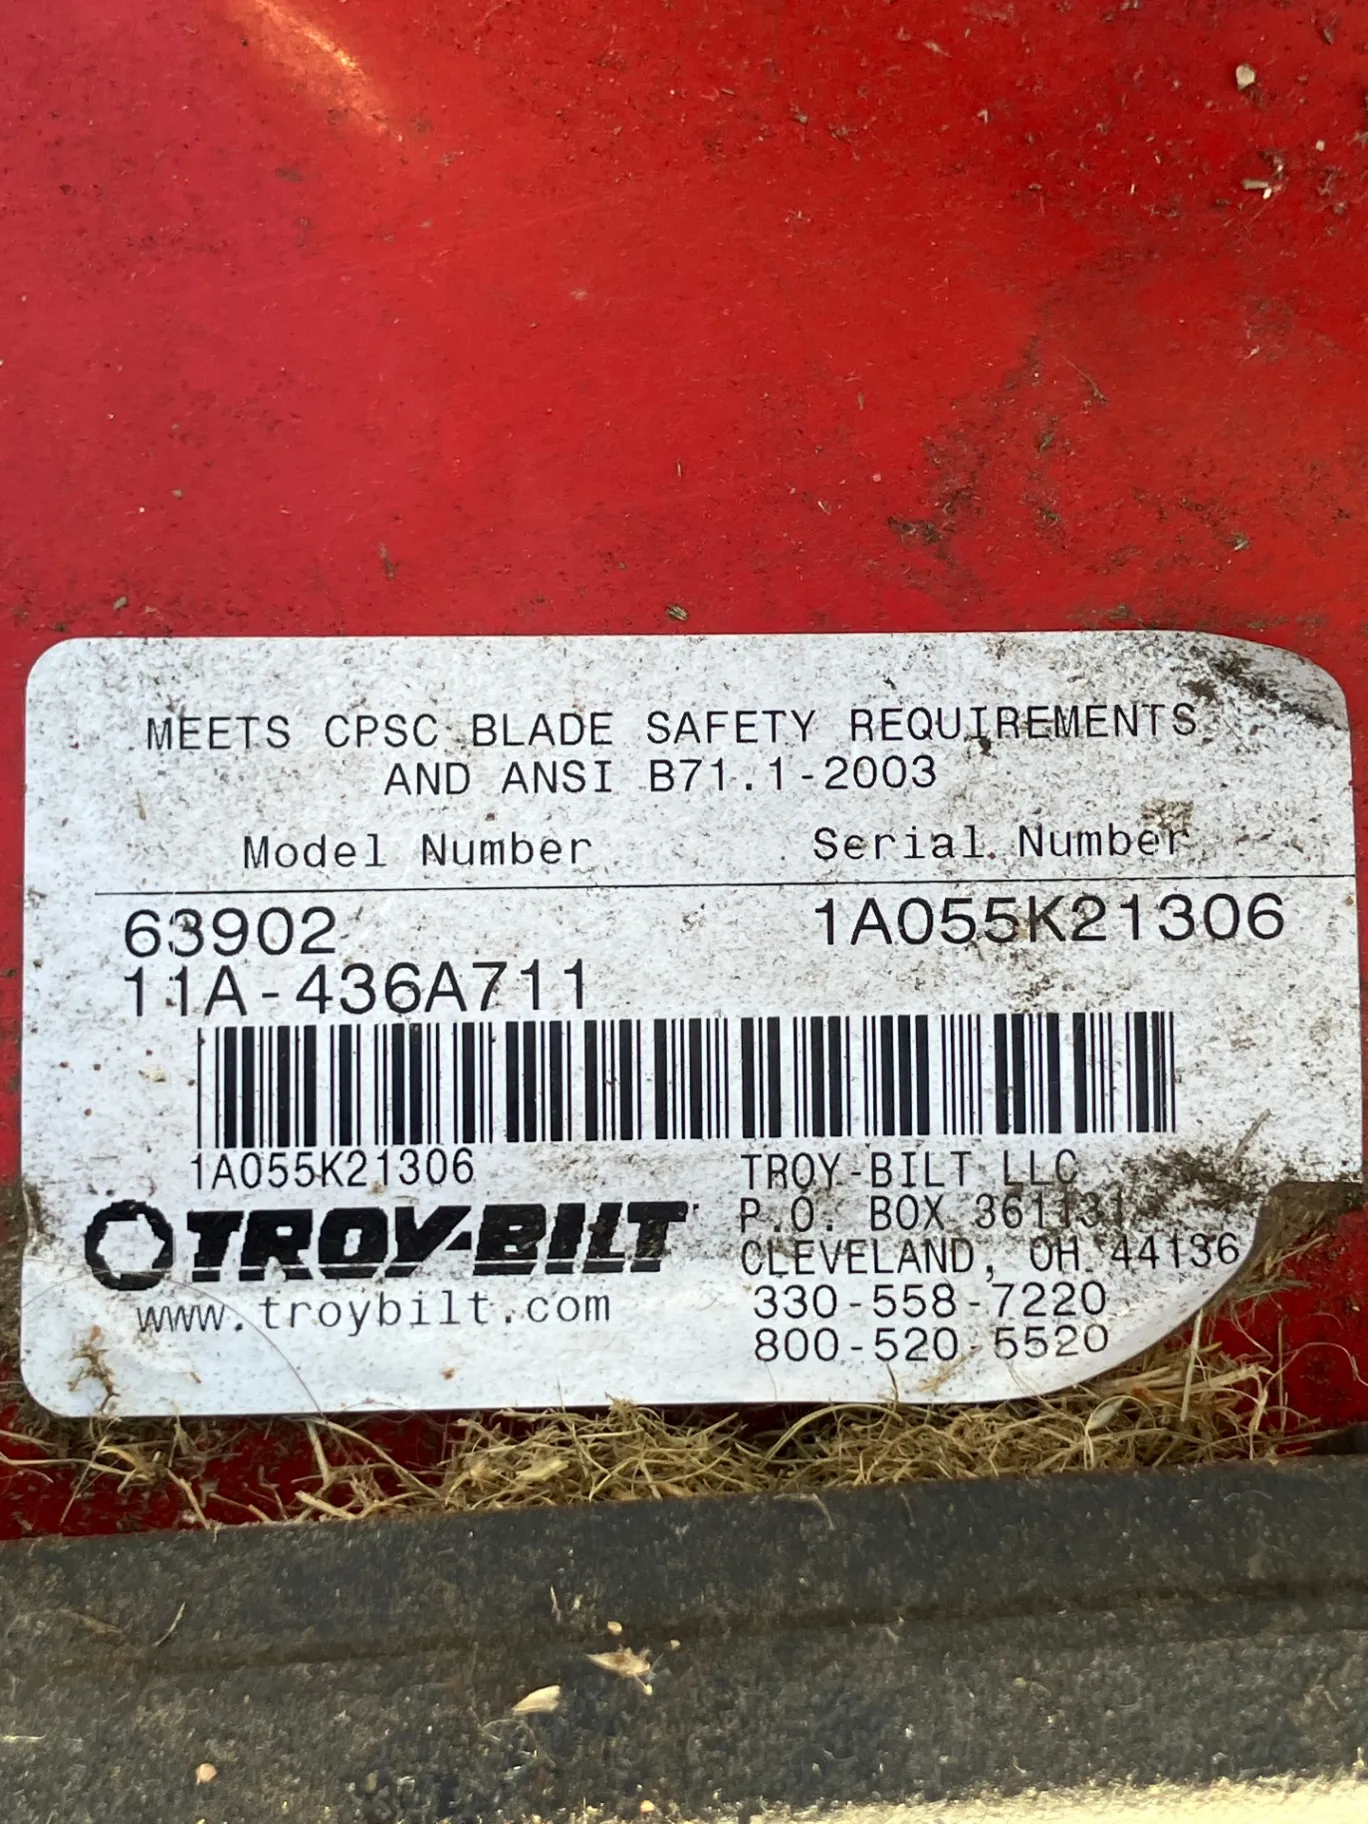 MEETS CPSC BLADE SAFETY REQUIREMENTS
AND ANSI B71.1-2003
Model Number Serial Number
63902 1A055K21306
11A-436A711
1A055K21306
TROY-BILT LLC
P.O. BOX 361131
CLEVELAND, OH 44136
330-558-7220
800-520-5520
TROY-BILT
www.troybilt.com